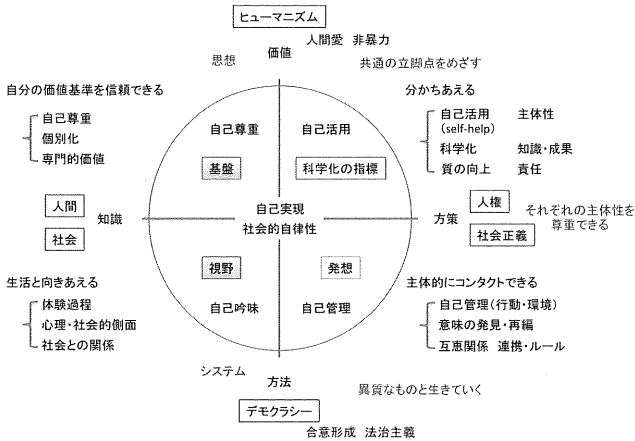 ヒューマニズム
人間愛 非暴力
価値
思想
共通の立脚点をめざす
自分の価値基準を信頼できる
自己尊重
個別化
専門的価値
分かちあえる
自己活用 主体性
(self-help)
科学化 知識・成果
質の向上 責任
自己尊重
自己活用
基盤
科学化の指標
人間
知識
社会
自己実現
社会的自律性
方策
人権
社会正義
それぞれの主体性を
尊重できる
視野
発想
自己吟味
自己管理
生活と向きあえる
体験過程
心理・社会的側面
社会との関係
主体的にコンタクトできる
自己管理(行動・環境)
意味の発見・再編
互恵関係 連携・ルール
システム
方法
異質なものと生きていく
デモクラシー
合意形成 法治主義